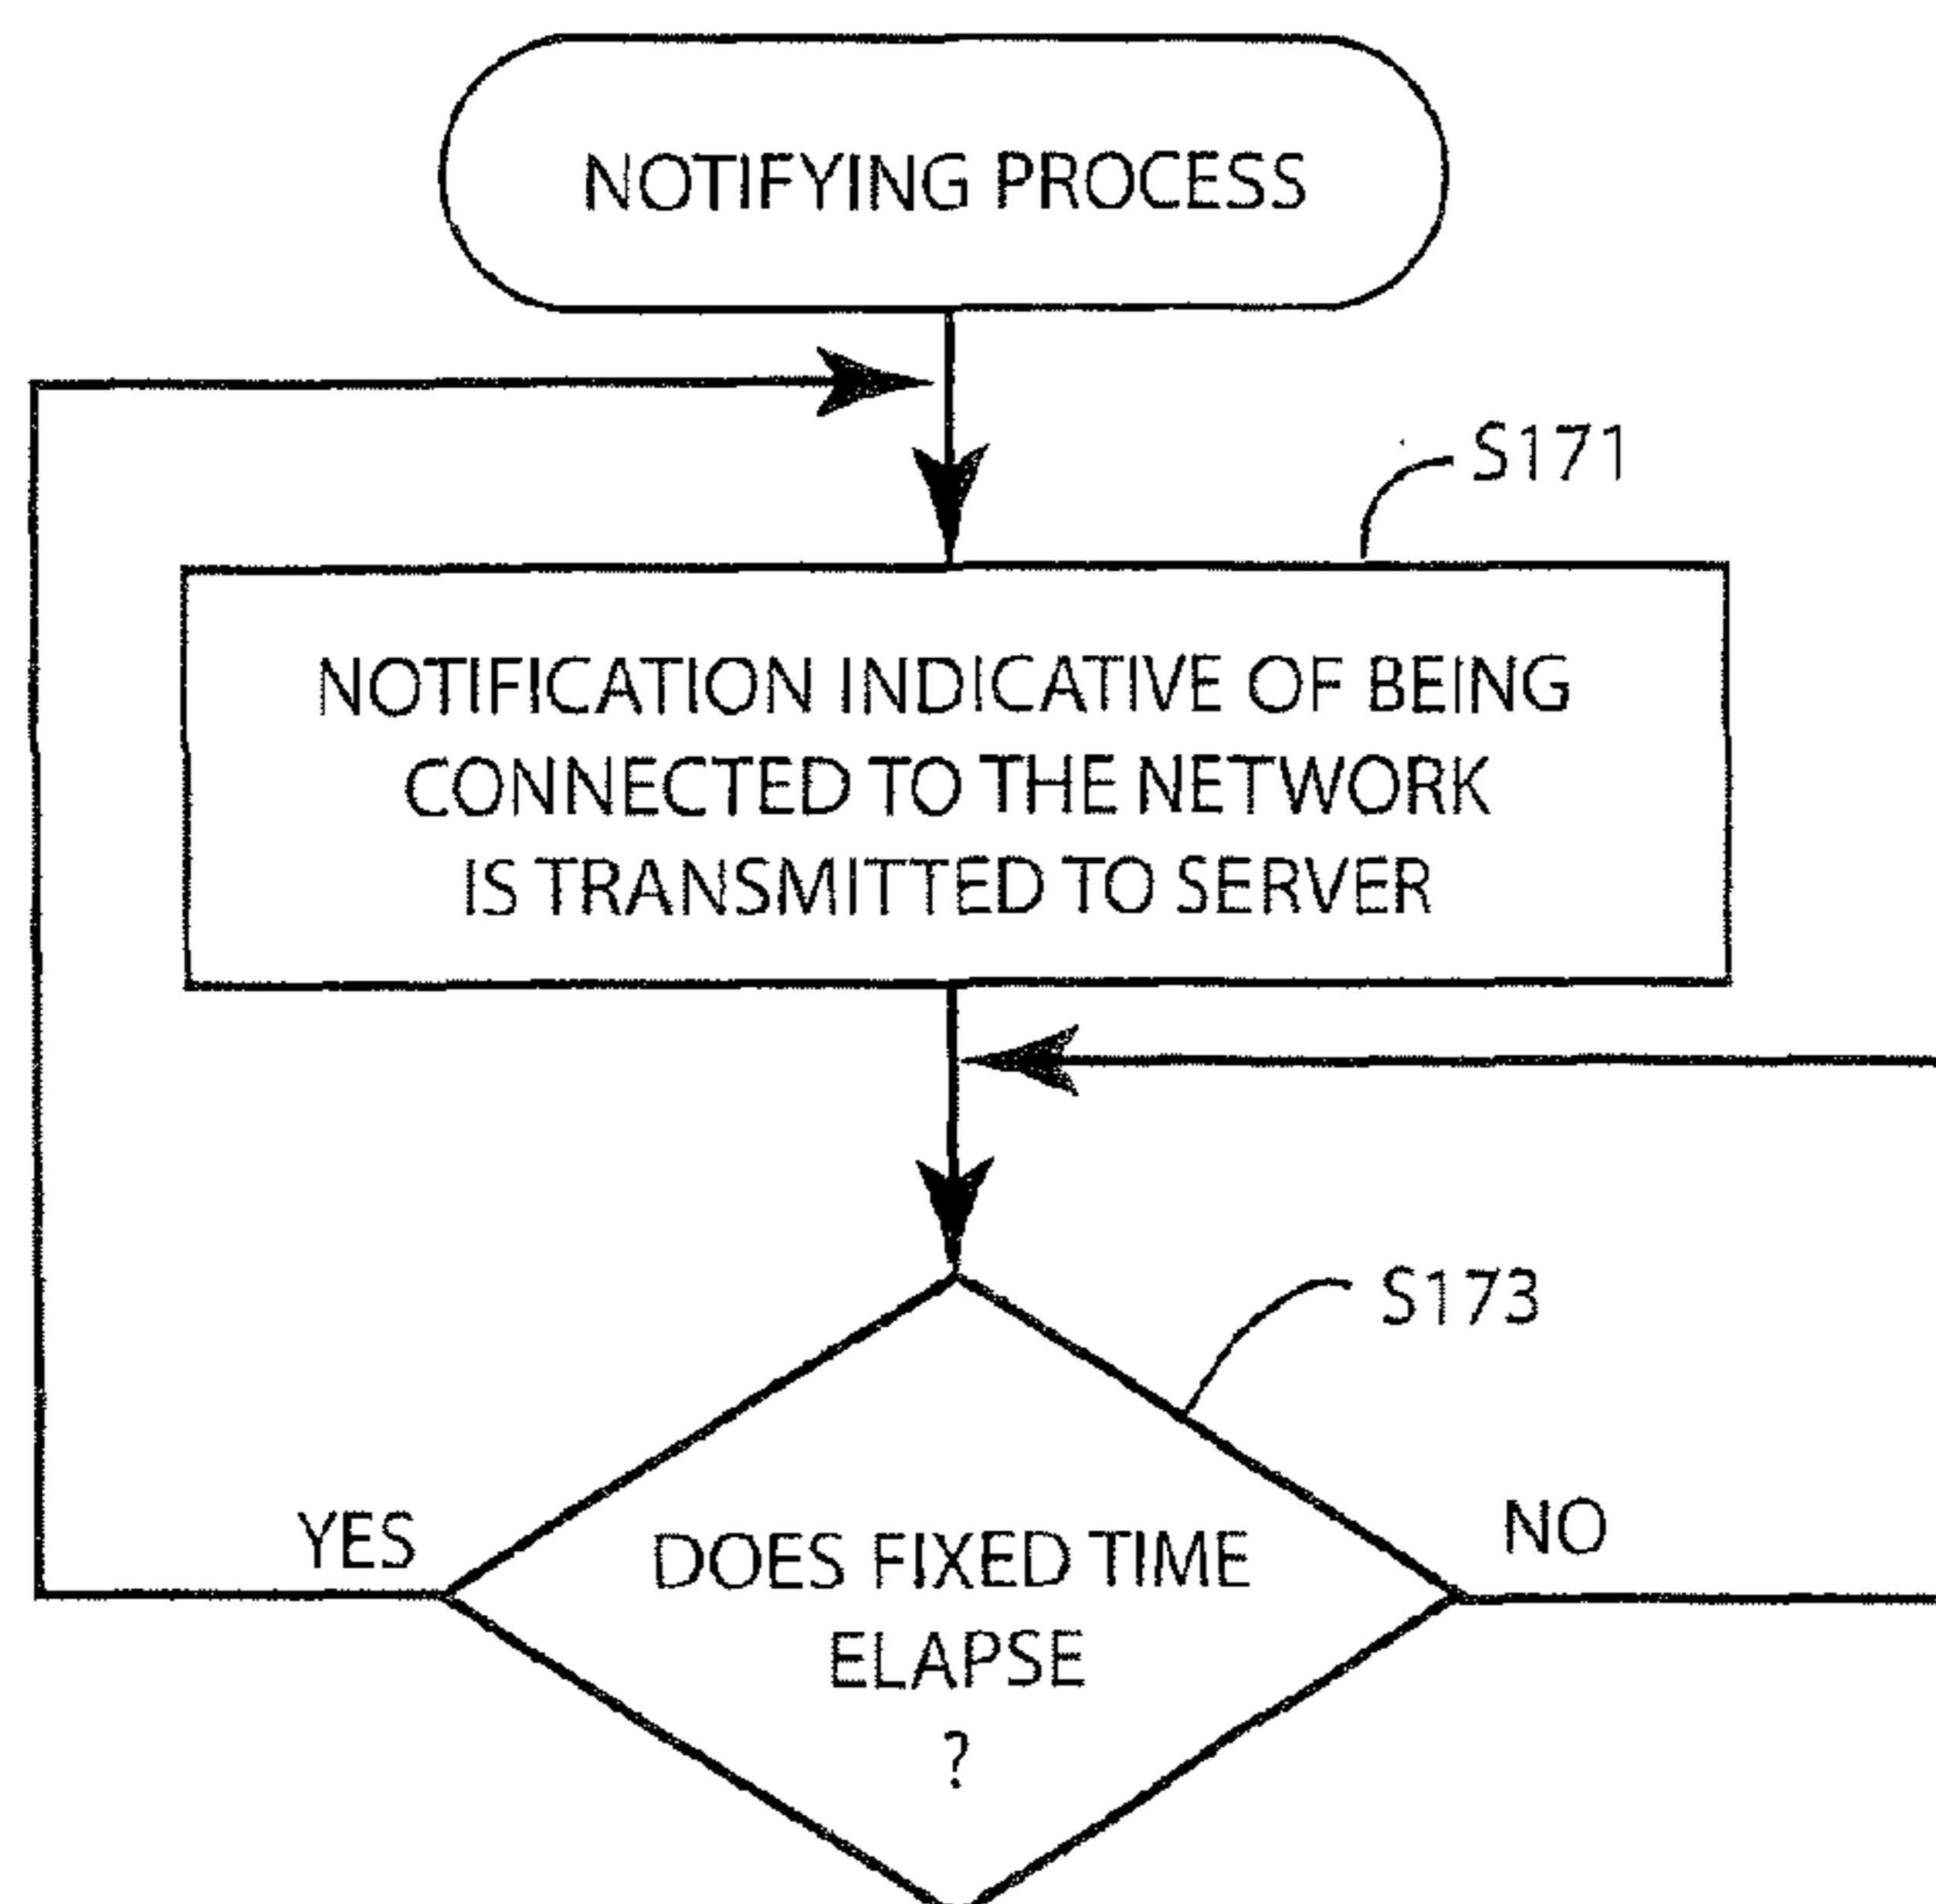 NOTIFYING PROCESS
S171
NOTIFICATION INDICATIVE OF BEING
CONNECTED TO THE NETWORK
IS TRANSMITTED TO SERVER
S173
YES
NO
DOES FIXED TIME
ELAPSE
?